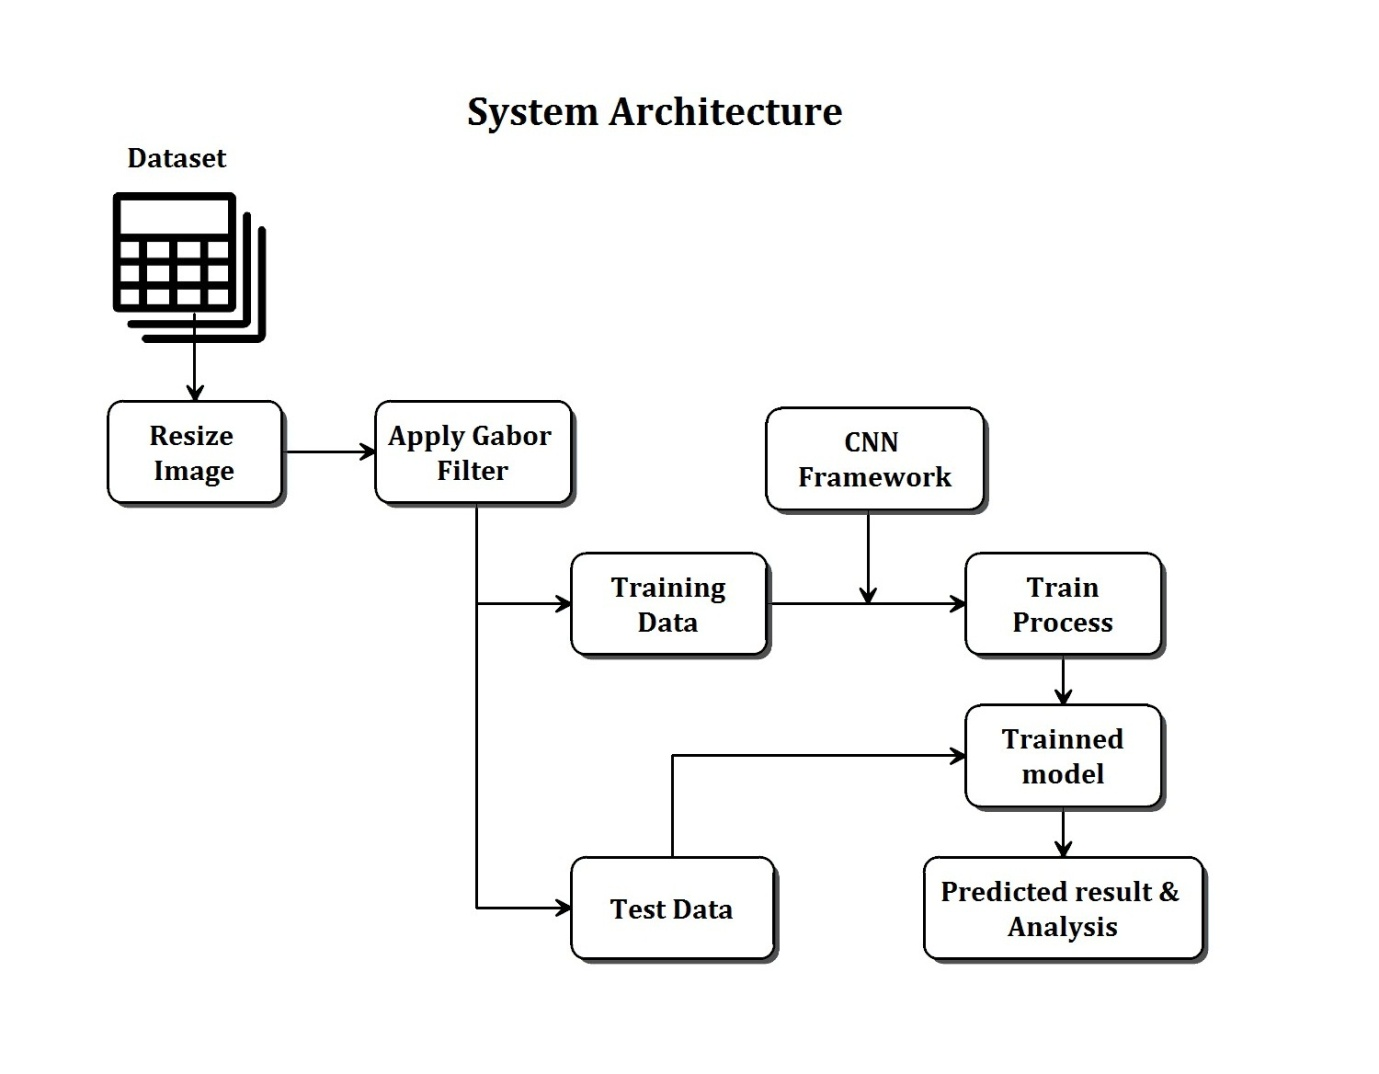 System Architecture
Dataset
Resize
Image
Apply Gabor
Filter
CNN
Framework
Training
Data
Train
Process
Trainned
model
Test Data
Predicted result &
Analysis